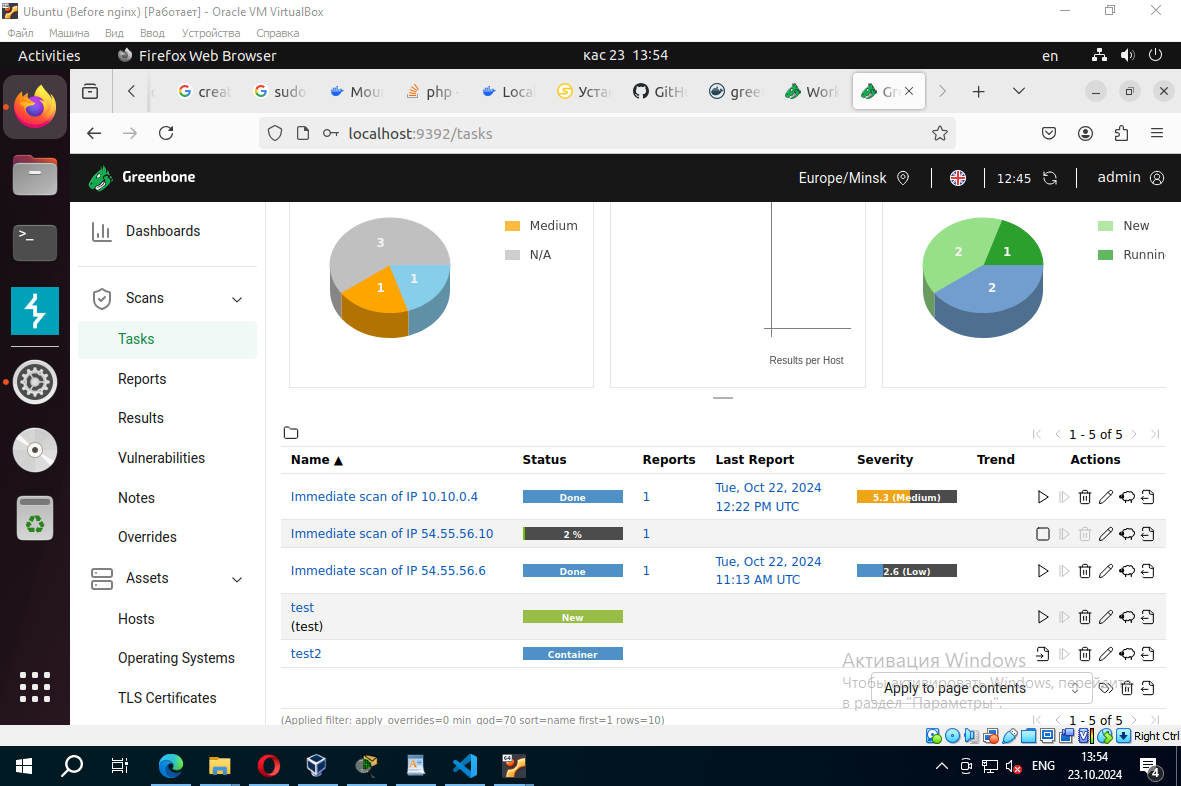 Ubuntu (Before nginx) [Работает] - Oracle VM VirtualBox
Файл Машина Вид Ввод Устройства Справка
Activities Firefox Web Browser кас 23 13:54 en
creat sudo Mou php Loca Уста GitHu gree Work Gre
localhost:9392/tasks
Greenbone Europe/Minsk 12:45 admin
Dashboards
Scans
Tasks
Reports
Results
Vulnerabilities
Notes
Overrides
Assets
Hosts
Operating Systems
TLS Certificates
3 1 1
Medium
N/A
Results per Host
2 1 2
New
Runnin
1 - 5 of 5
Name ▲ Status Reports Last Report Severity Trend Actions
Immediate scan of IP 10.10.0.4 Done 1 Tue, Oct 22, 2024 12:22 PM UTC 5.3 (Medium)
Immediate scan of IP 54.55.56.10 2 % 1
Immediate scan of IP 54.55.56.6 Done 1 Tue, Oct 22, 2024 11:13 AM UTC 2.6 (Low)
test New
(test)
test2 Container
Apply to page contents
(Applied filter: apply_overrides=0 min_qod=70 sort=name first=1 rows=10) 1 - 5 of 5
Активация Windows
Чтобы активировать Windows, перейдите
в раздел "Параметры".
Right Ctrl
ENG 13:54
23.10.2024
4